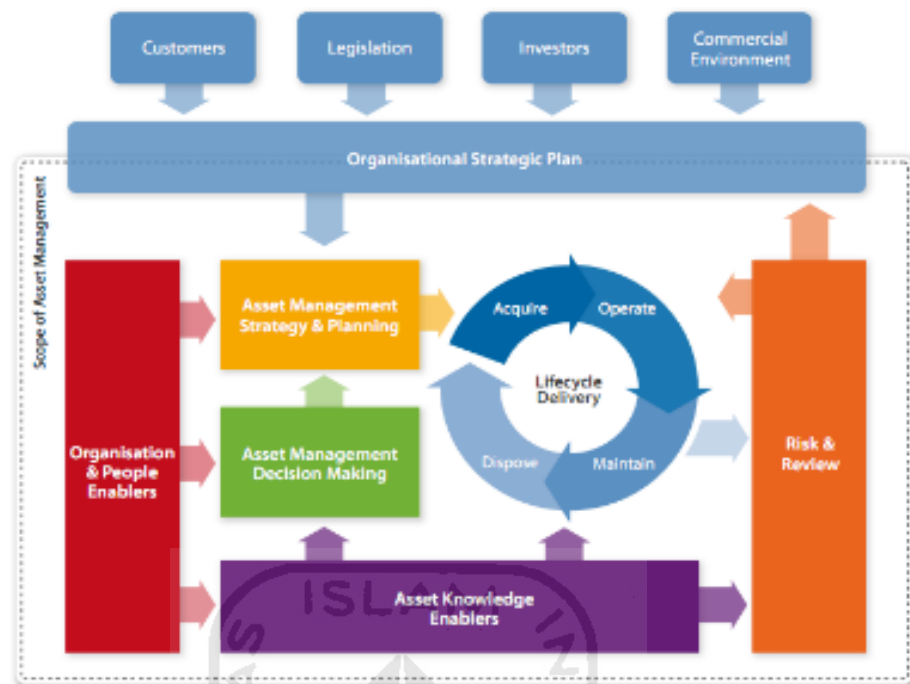 Customers
Legislation
Investors
Commercial
Environment
Organisational Strategic Plan
Scope of Asset Management
Asset Management
Strategy & Planning
Acquire
Operate
Lifecycle
Delivery
Organisation
& People
Enablers
Asset Management
Decision Making
Dispose
Maintain
Risk &
Review
Asset Knowledge
Enablers
ISLAM